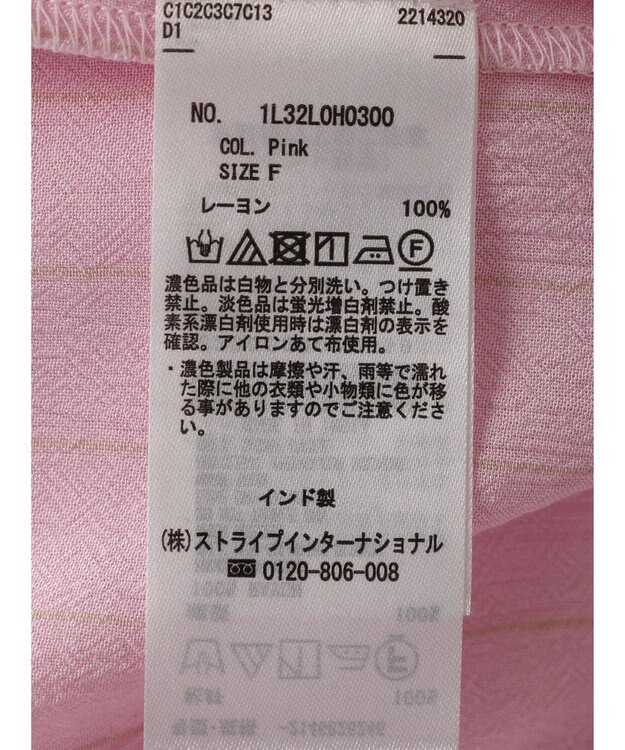 C1C2C3C7C13 2214320
D1
NO. 1L32L0H0300
COL. Pink
SIZE F
レーヨン 100%
F
濃色品は白物と分別洗い。つけ置き
禁止。淡色品は蛍光増白剤禁止。酸
素系漂白剤使用時は漂白剤の表示を
確認。アイロンあて布使用。
・濃色製品は摩擦や汗、雨等で濡れ
た際に他の衣類や小物類に色が移
る事がありますのでご注意くださ
い。
インド製
(株)ストライプインターナショナル
0120-806-008